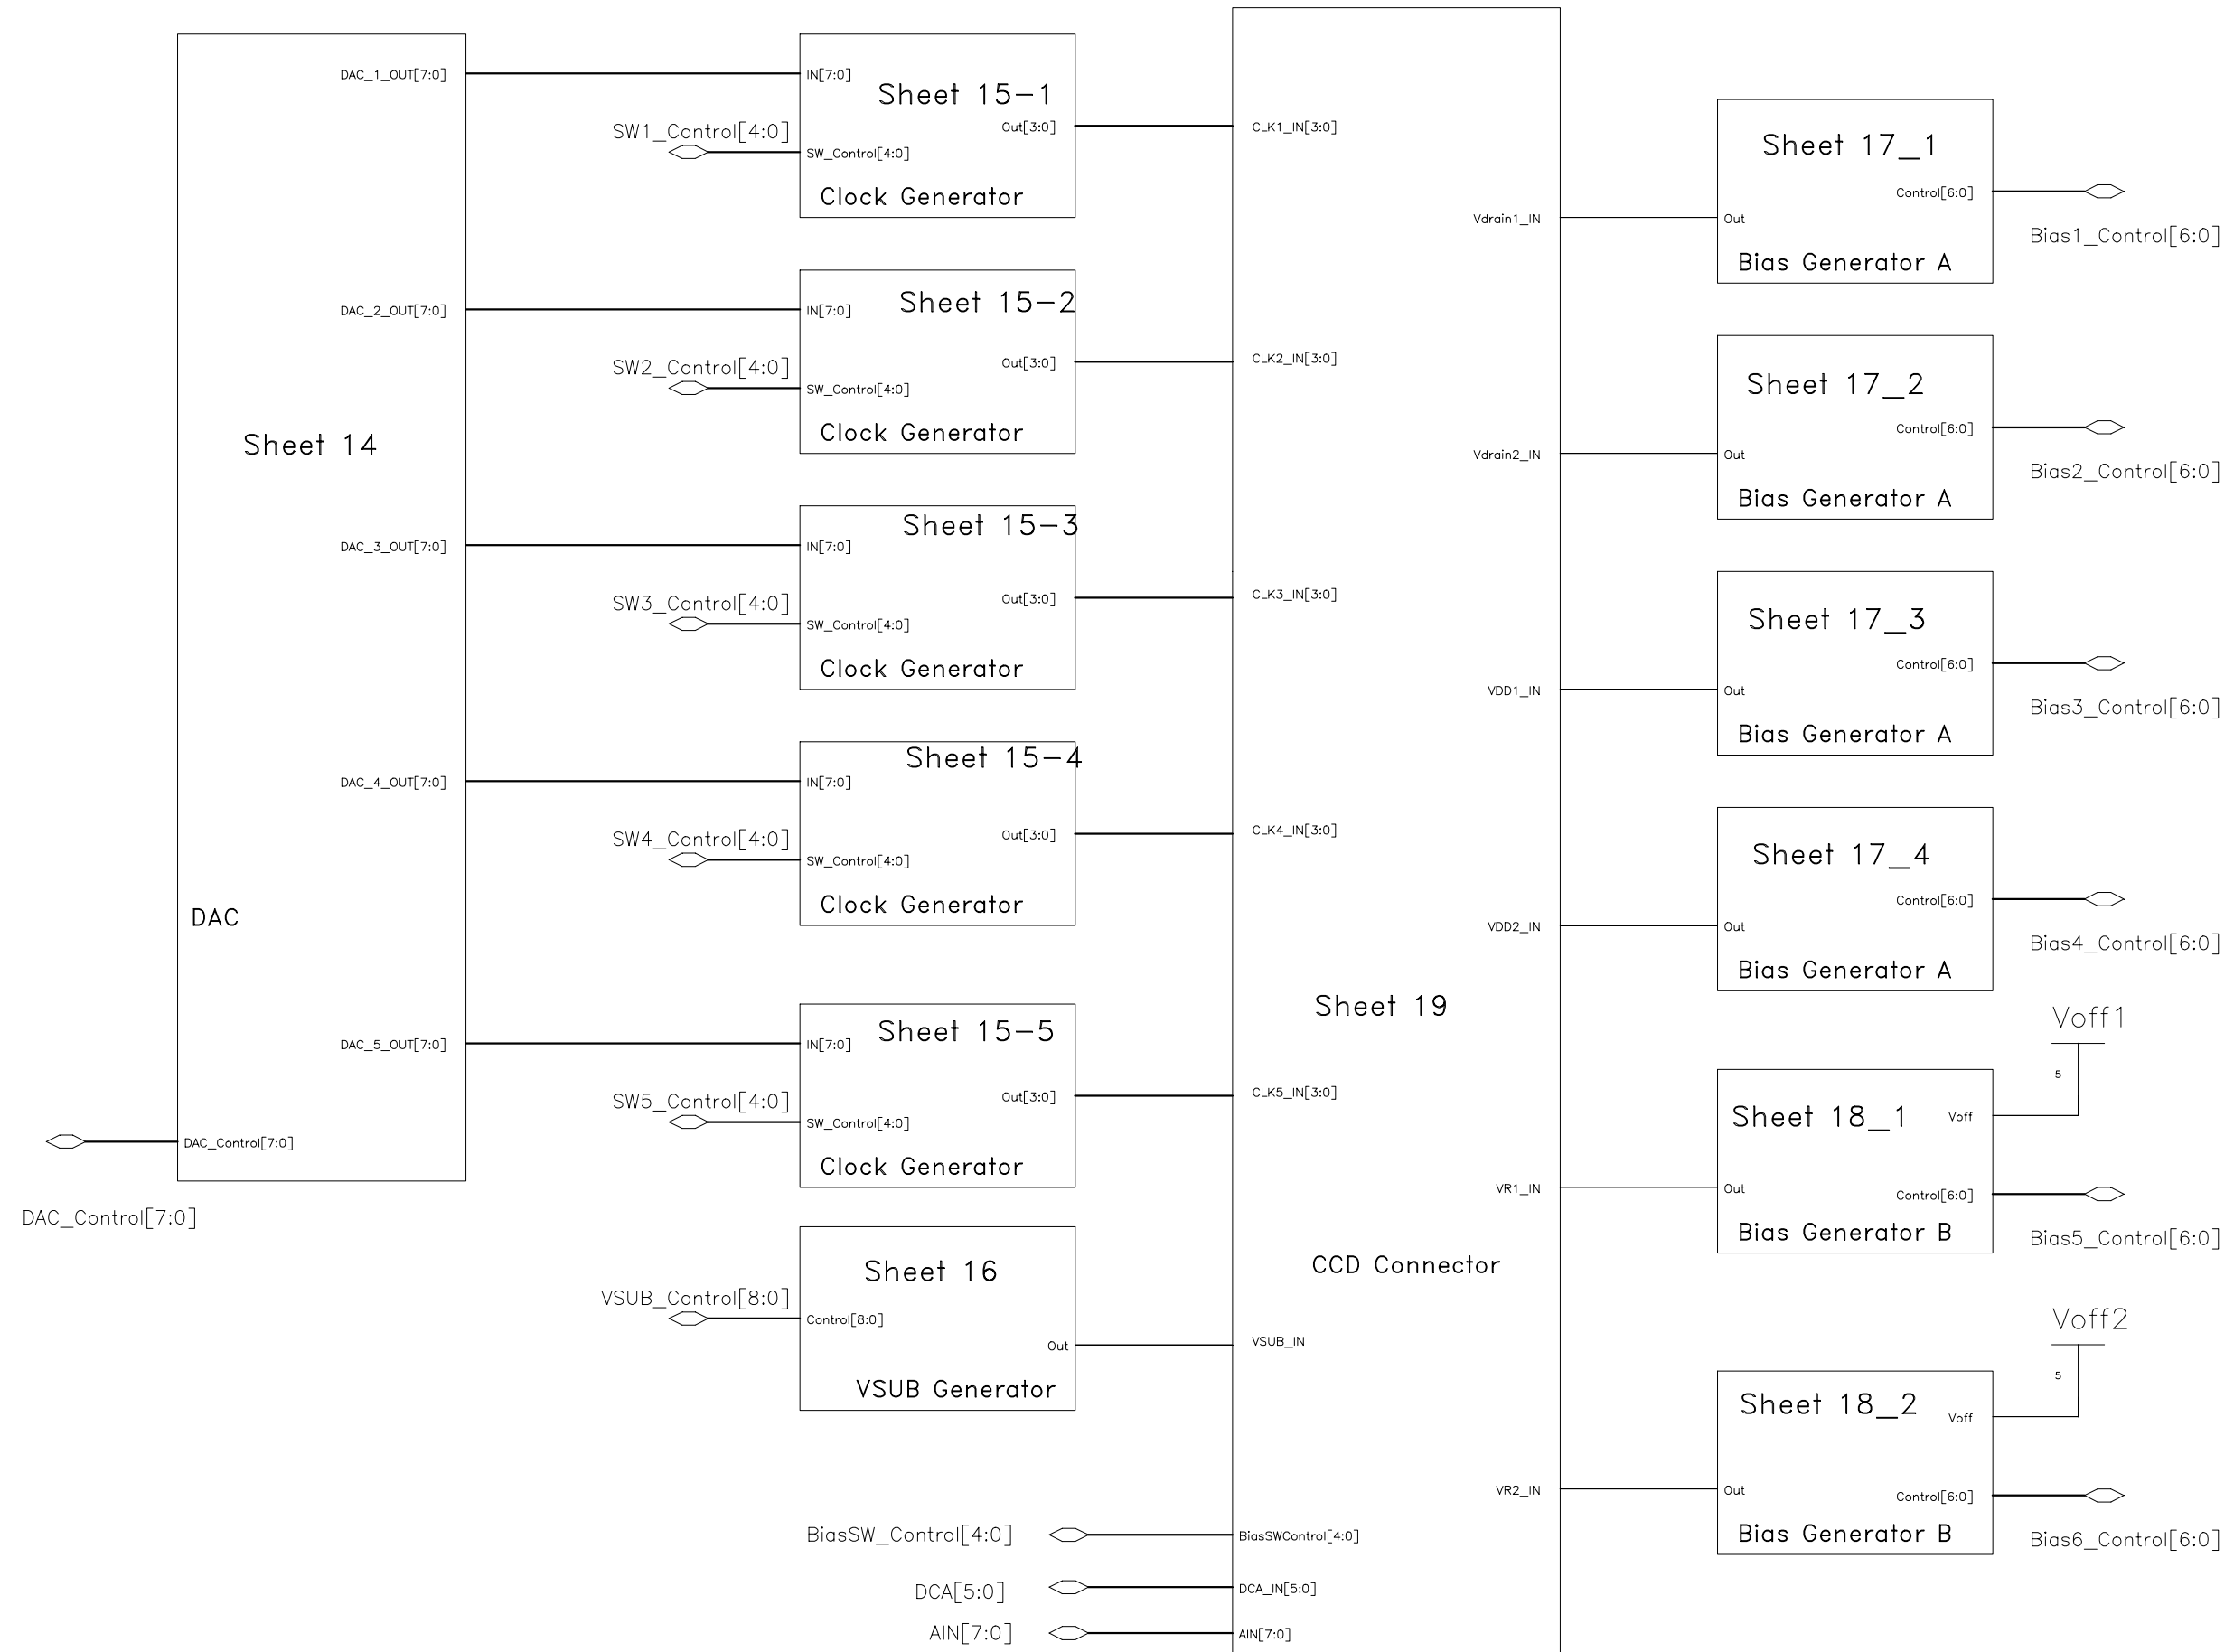 DAC_1_OUT[7:0]
DAC_2_OUT[7:0]
Sheet 14
DAC_3_OUT[7:0]
DAC_4_OUT[7:0]
DAC
DAC_5_OUT[7:0]
DAC_Control[7:0]
DAC_Control[7:0]
IN[7:0]
Sheet 15-1
Out[3:0]
SW1_Control[4:0]
SW_Control[4:0]
Clock Generator
Sheet 15-2
IN[7:0]
Out[3:0]
SW2_Control[4:0]
SW_Control[4:0]
Clock Generator
Sheet 15-3
IN[7:0]
Out[3:0]
SW3_Control[4:0]
SW_Control[4:0]
Clock Generator
Sheet 15-4
IN[7:0]
Out[3:0]
SW4_Control[4:0]
SW_Control[4:0]
Clock Generator
Sheet 15-5
IN[7:0]
Out[3:0]
SW5_Control[4:0]
SW_Control[4:0]
Clock Generator
Sheet 16
VSUB_Control[8:0]
Control[8:0]
Out
VSUB Generator
CLK1_IN[3:0]
Vdrain1_IN
CLK2_IN[3:0]
Vdrain2_IN
CLK3_IN[3:0]
VDD1_IN
CLK4_IN[3:0]
VDD2_IN
Sheet 19
CLK5_IN[3:0]
VR1_IN
CCD Connector
VSUB_IN
VR2_IN
BiasSW_Control[4:0]
BiasSWControl[4:0]
DCA[5:0]
DCA_IN[5:0]
AIN[7:0]
AIN[7:0]
Sheet 17_1
Control[6:0]
Out
Bias1_Control[6:0]
Bias Generator A
Sheet 17_2
Control[6:0]
Out
Bias2_Control[6:0]
Bias Generator A
Sheet 17_3
Control[6:0]
Out
Bias3_Control[6:0]
Bias Generator A
Sheet 17_4
Control[6:0]
Out
Bias4_Control[6:0]
Bias Generator A
Voff1
5
Sheet 18_1
Voff
Out
Control[6:0]
Bias Generator B
Bias5_Control[6:0]
Voff2
5
Sheet 18_2
Voff
Out
Control[6:0]
Bias Generator B
Bias6_Control[6:0]